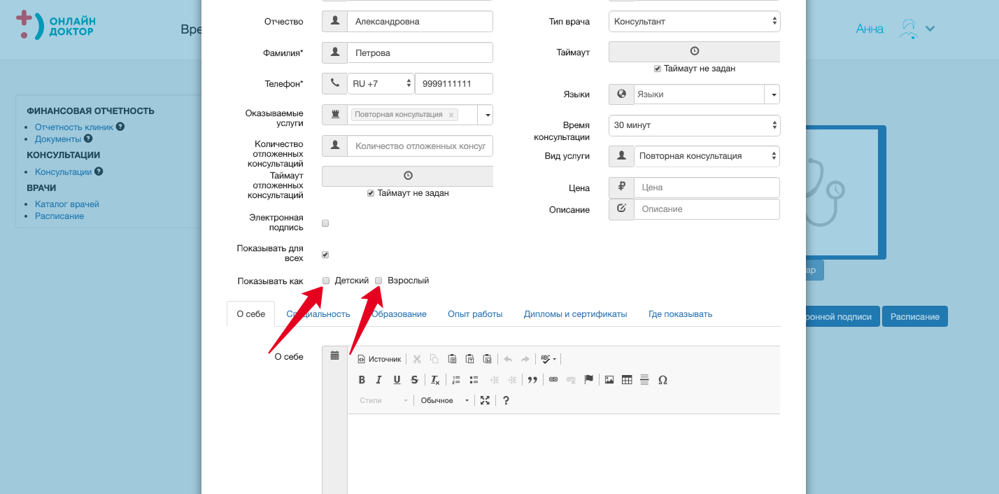 ОНЛАЙН
ДОКТОР
Вре
Анна
ФИНАНСОВАЯ ОТЧЕТНОСТЬ
Отчетность клиник ?
Документы ?
КОНСУЛЬТАЦИИ
Консультации ?
ВРАЧИ
Каталог врачей
Расписание
Отчество
Александровна
Фамилия*
Петрова
Телефон*
RU +7
9999111111
Оказываемые
услуги
Повторная консультация x
Количество
отложенных
консультаций
Количество отложенных консул
Таймаут
отложенных
консультаций
Таймаут не задан
Электронная
подпись
Показывать для
всех
Показывать как
Детский
Взрослый
Тип врача
Консультант
Таймаут
Таймаут не задан
Языки
Языки
Время
консультации
30 минут
Вид услуги
Повторная консультация
Цена
₽ Цена
Описание
Описание
О себе
Специальность
Образование
Опыт работы
Дипломы и сертификаты
Где показывать
О себе
Источник
ABC
B I U S Tx
Ω
Стили
Обычное
?
ар
ронной подписи
Расписание